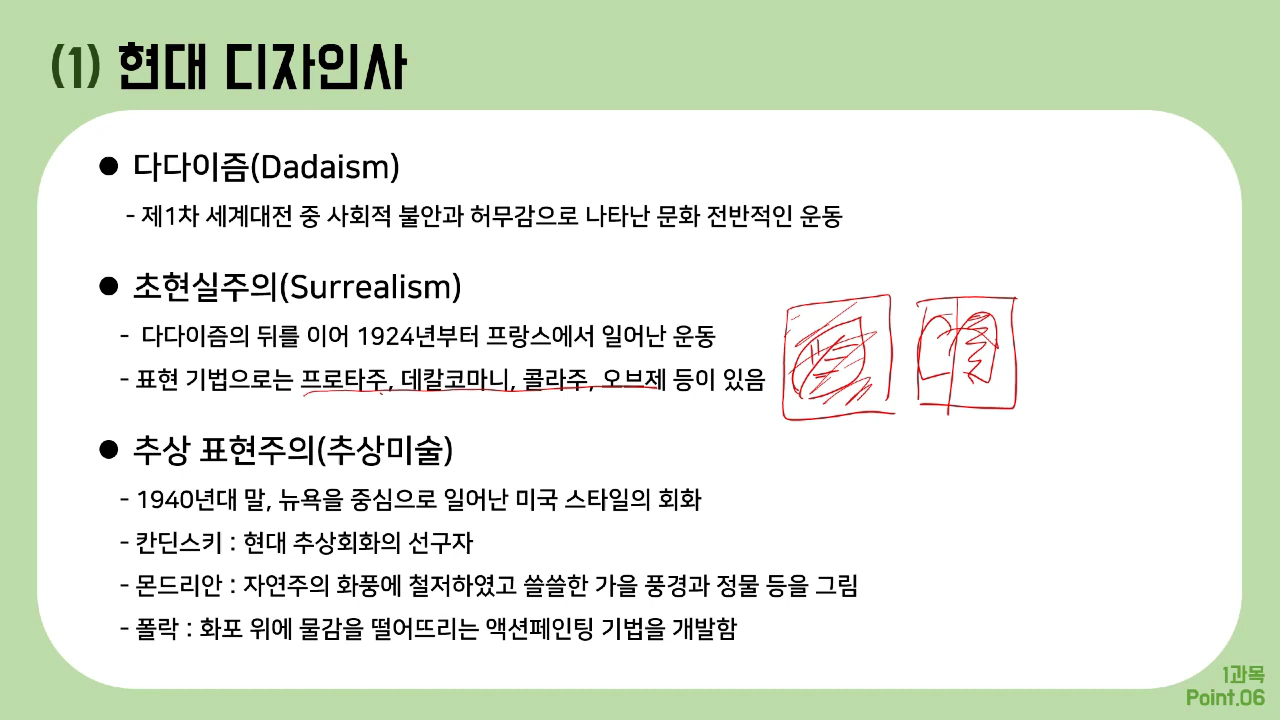 (1) 현대 디자인사
● 다다이즘(Dadaism)
- 제1차 세계대전 중 사회적 불안과 허무감으로 나타난 문화 전반적인 운동
● 초현실주의(Surrealism)
- 다다이즘의 뒤를 이어 1924년부터 프랑스에서 일어난 운동
- 표현 기법으로는 프로타주, 데칼코마니, 콜라주, 오브제 등이 있음
● 추상 표현주의(추상미술)
- 1940년대 말, 뉴욕을 중심으로 일어난 미국 스타일의 회화
- 칸딘스키 : 현대 추상회화의 선구자
- 몬드리안 : 자연주의 화풍에 철저하였고 쓸쓸한 가을 풍경과 정물 등을 그림
- 폴락 : 화포 위에 물감을 떨어뜨리는 액션페인팅 기법을 개발함
1과목
Point.06